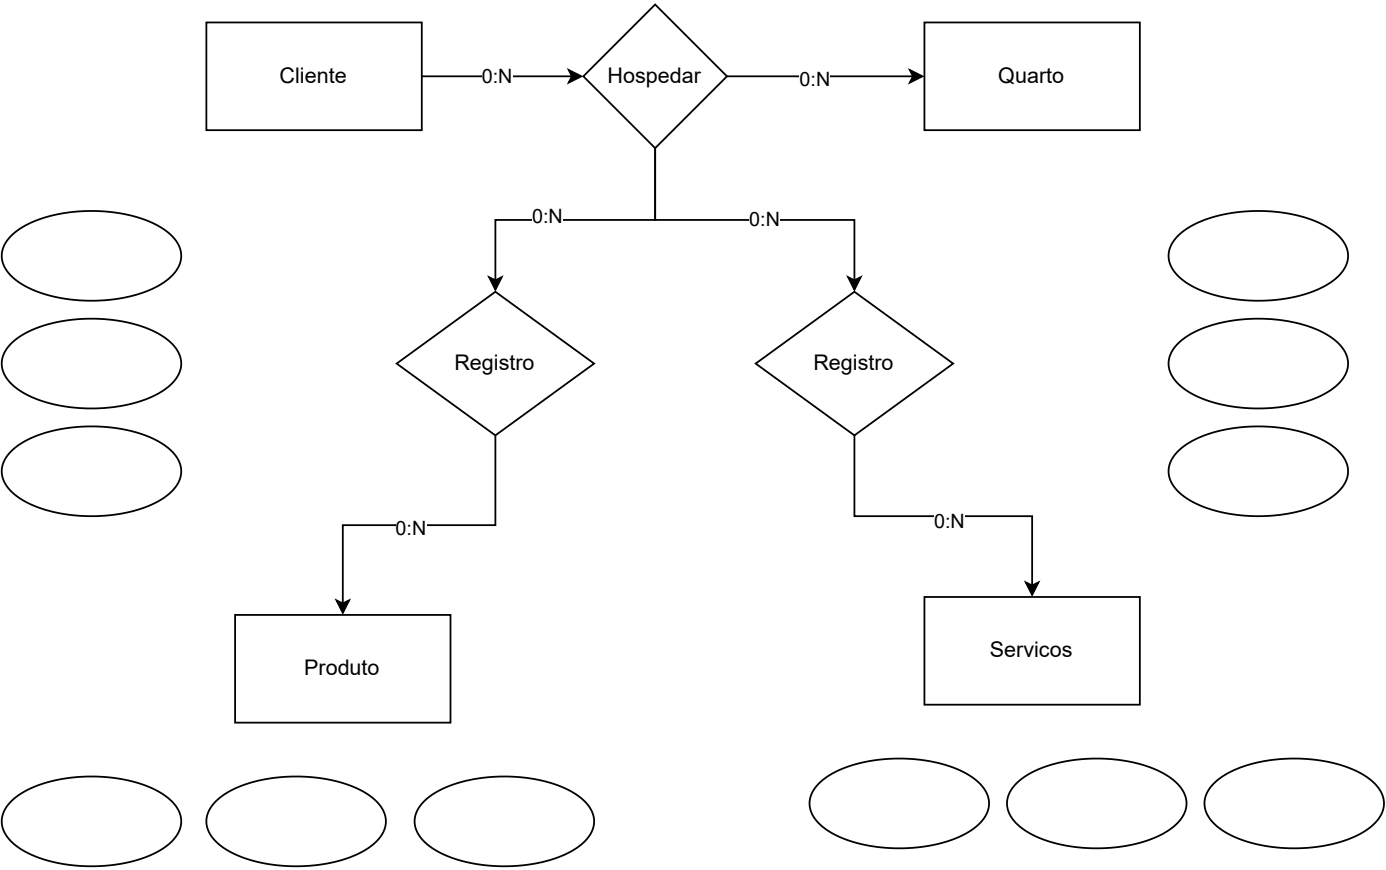 Cliente
0:N
Hospedar
0:N
Quarto
0:N
0:N
Registro
Registro
0:N
0:N
Produto
Servicos